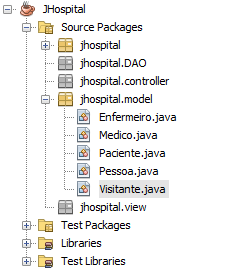 JHospital
Source Packages
jhospital
jhospital.DAO
jhospital.controller
jhospital.model
Enfermeiro.java
Medico.java
Paciente.java
Pessoa.java
Visitante.java
jhospital.view
Test Packages
Libraries
Test Libraries